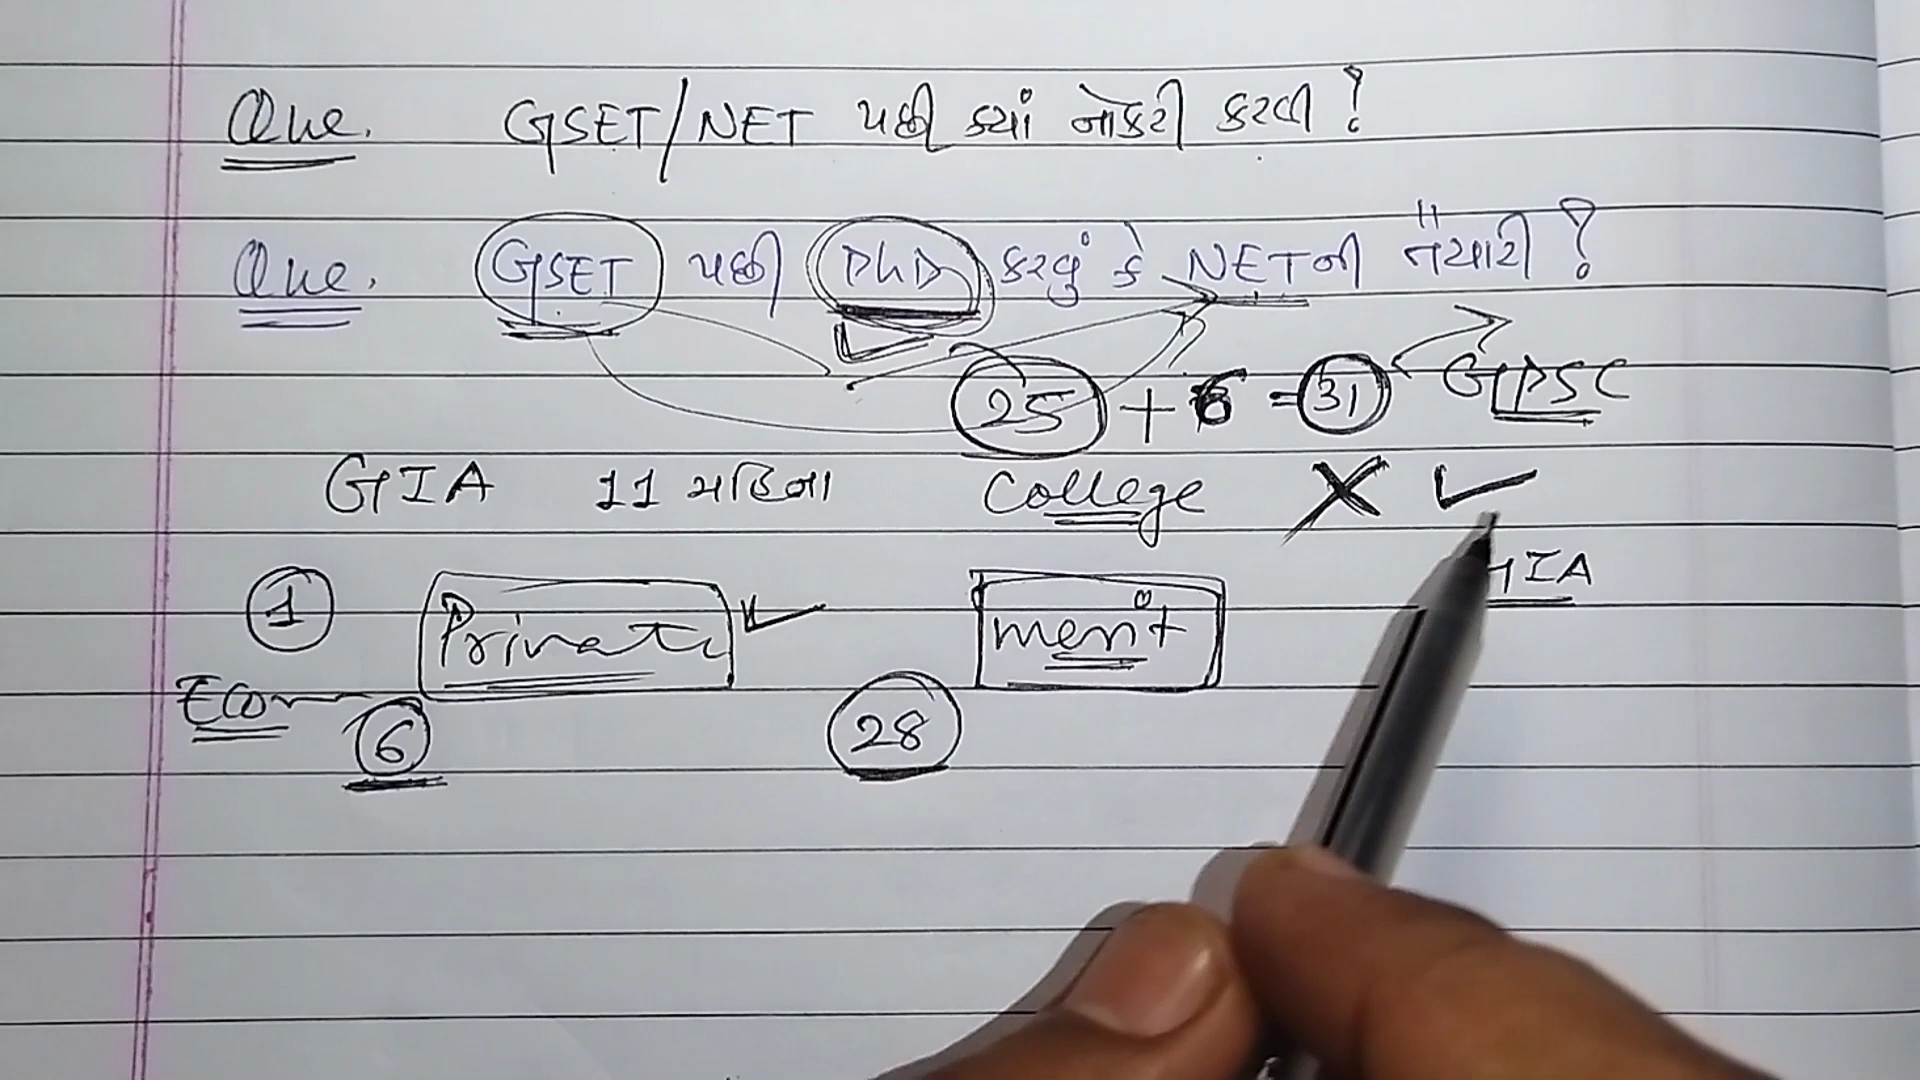 Que. GSET/NET પછી ક્યાં નોકરી કરવી ?
Que. GSET પછી PhD કરવું કે NETની તૈયારી ?
25 + 6 = 31 GPSC
GIA 11 મહિના College
GIA
1 Private merit
Econ 6 28